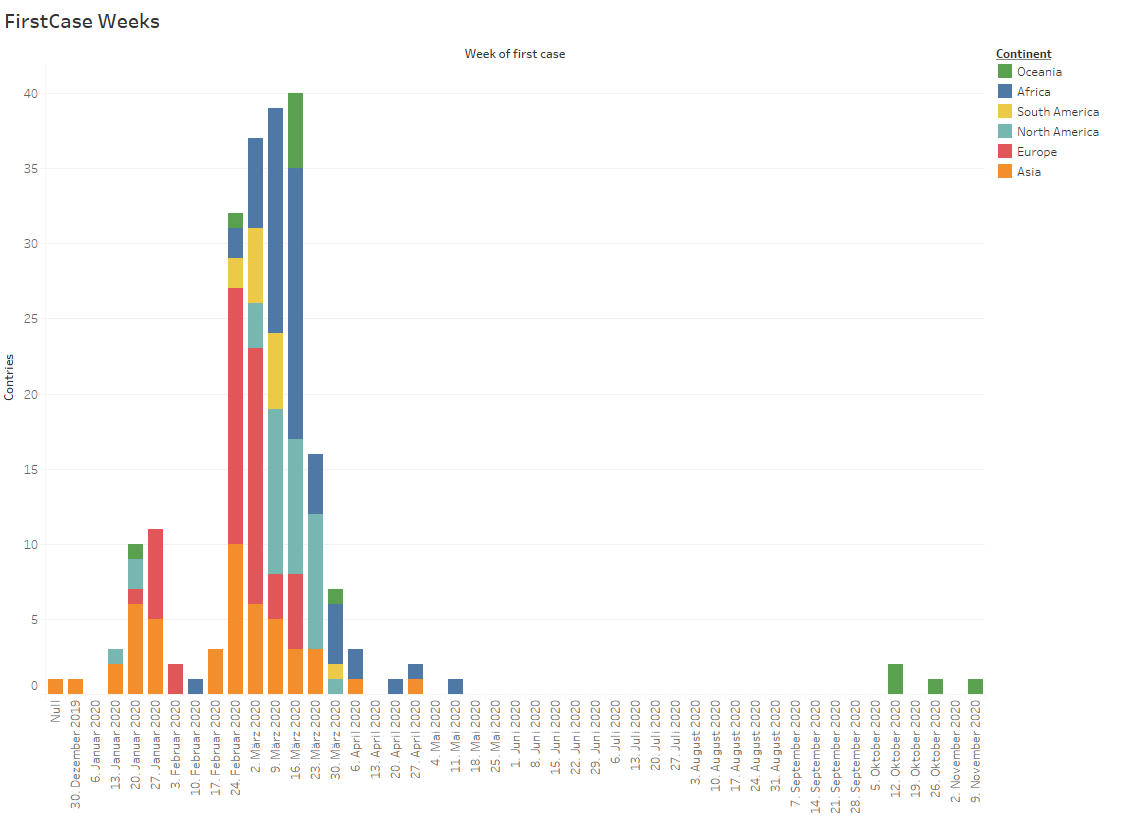 FirstCase Weeks
Week of first case
Continent
Oceania
Africa
South America
North America
Europe
Asia
Contries
40
35
30
25
20
15
10
5
0
Null
30. Dezember 2019
6. Januar 2020
13. Januar 2020
20. Januar 2020
27. Januar 2020
3. Februar 2020
10. Februar 2020
17. Februar 2020
24. Februar 2020
2. März 2020
9. März 2020
16. März 2020
23. März 2020
30. März 2020
6. April 2020
13. April 2020
20. April 2020
27. April 2020
4. Mai 2020
11. Mai 2020
18. Mai 2020
25. Mai 2020
1. Juni 2020
8. Juni 2020
15. Juni 2020
22. Juni 2020
29. Juni 2020
6. Juli 2020
13. Juli 2020
20. Juli 2020
27. Juli 2020
3. August 2020
10. August 2020
17. August 2020
24. August 2020
31. August 2020
7. September 2020
14. September 2020
21. September 2020
28. September 2020
5. Oktober 2020
12. Oktober 2020
19. Oktober 2020
26. Oktober 2020
2. November 2020
9. November 2020